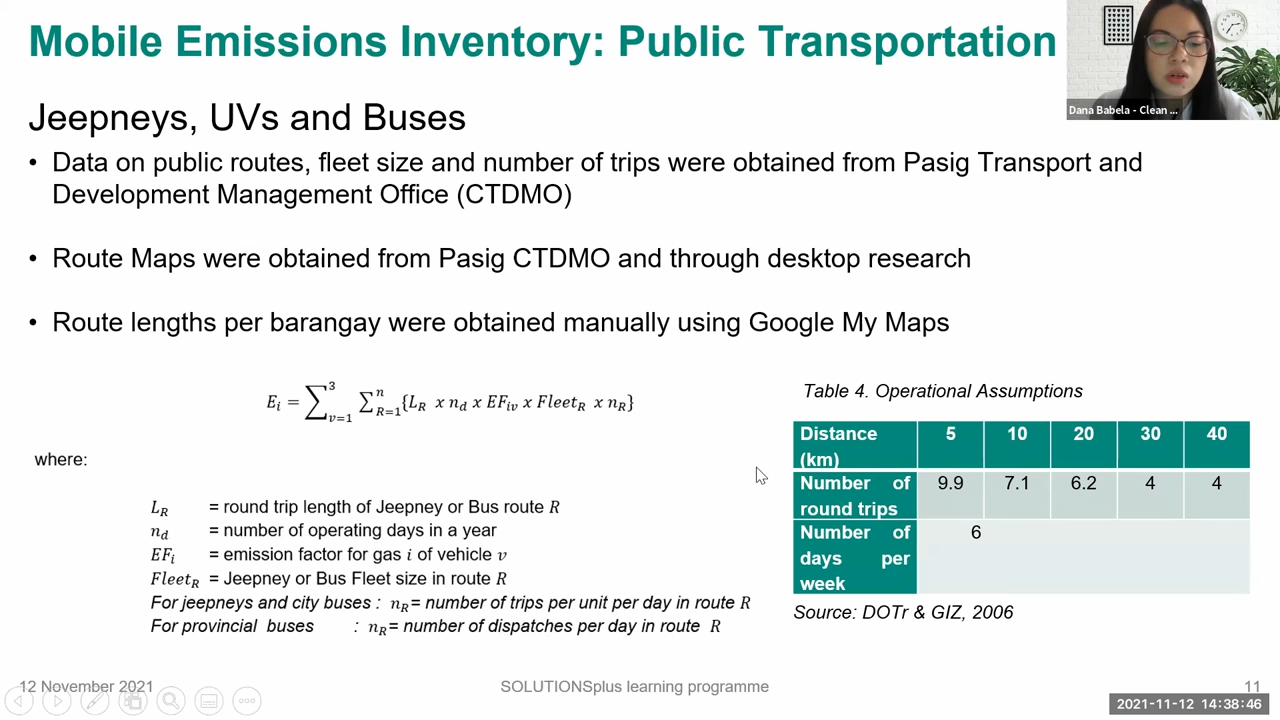 Mobile Emissions Inventory: Public Transportation
Dana Babela - Clean ...
Jeepneys, UVs and Buses
• Data on public routes, fleet size and number of trips were obtained from Pasig Transport and
Development Management Office (CTDMO)
• Route Maps were obtained from Pasig CTDMO and through desktop research
• Route lengths per barangay were obtained manually using Google My Maps
E_i = ∑_{v=1}^{3} ∑_{R=1}^{n} {L_R x n_d x EF_{iv} x Fleet_R x n_R}
where:
L_R = round trip length of Jeepney or Bus route R
n_d = number of operating days in a year
EF_i = emission factor for gas i of vehicle v
Fleet_R = Jeepney or Bus Fleet size in route R
For jeepneys and city buses : n_R= number of trips per unit per day in route R
For provincial buses : n_R= number of dispatches per day in route R
Table 4. Operational Assumptions
Distance 5 10 20 30 40
(km)
Number of 9.9 7.1 6.2 4 4
round trips
Number of 6
days per
week
Source: DOTr & GIZ, 2006
12 November 2021 SOLUTIONSplus learning programme 11
2021-11-12 14:38:46